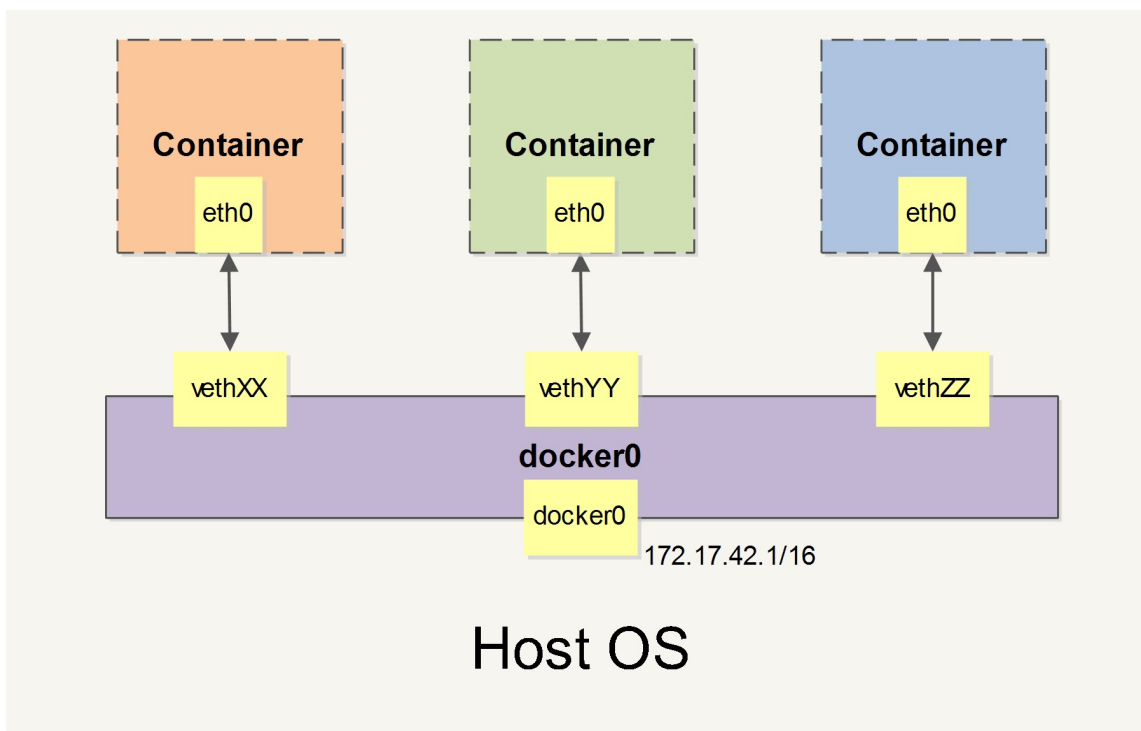 Container
Container
Container
eth0
eth0
eth0
vethXX
vethYY
vethZZ
docker0
docker0
172.17.42.1/16
Host OS